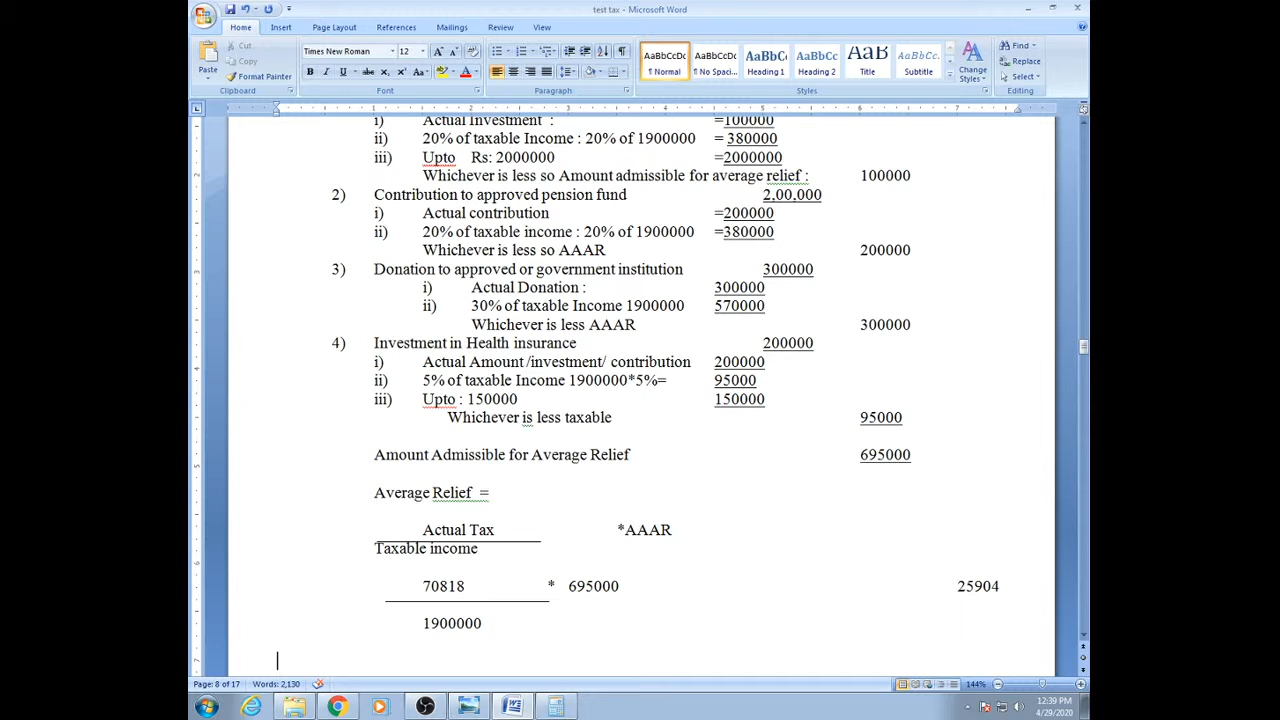 test tax - Microsoft Word
Home Insert Page Layout References Mailings Review View
Paste Cut Copy Format Painter Clipboard
Times New Roman 12 Font
Paragraph
AaBbCcDc ¶ Normal AaBbCcDc ¶ No Spaci... AaBbC Heading 1 AaBbCc Heading 2 AaB Title AaBbCc. Subtitle Change Styles Styles
Find Replace Select Editing
i) Actual Investment : =100000
ii) 20% of taxable Income : 20% of 1900000 = 380000
iii) Upto Rs: 2000000 =2000000
Whichever is less so Amount admissible for average relief : 100000
2) Contribution to approved pension fund 2,00,000
i) Actual contribution =200000
ii) 20% of taxable income : 20% of 1900000 =380000
Whichever is less so AAAR 200000
3) Donation to approved or government institution 300000
i) Actual Donation : 300000
ii) 30% of taxable Income 1900000 570000
Whichever is less AAAR 300000
4) Investment in Health insurance 200000
i) Actual Amount /investment/ contribution 200000
ii) 5% of taxable Income 1900000*5%= 95000
iii) Upto : 150000 150000
Whichever is less taxable 95000
Amount Admissible for Average Relief 695000
Average Relief =
Actual Tax *AAAR
Taxable income
70818 * 695000 25904
1900000
Page: 8 of 17 Words: 2,130 144%
12:39 PM
4/29/2020